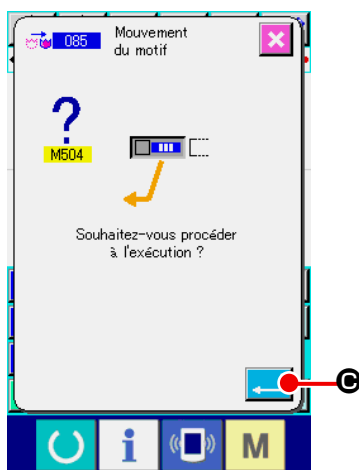 085
Mouvement
du motif
?
M504
Souhaitez-vous procéder
à l'exécution ?
C
i
M